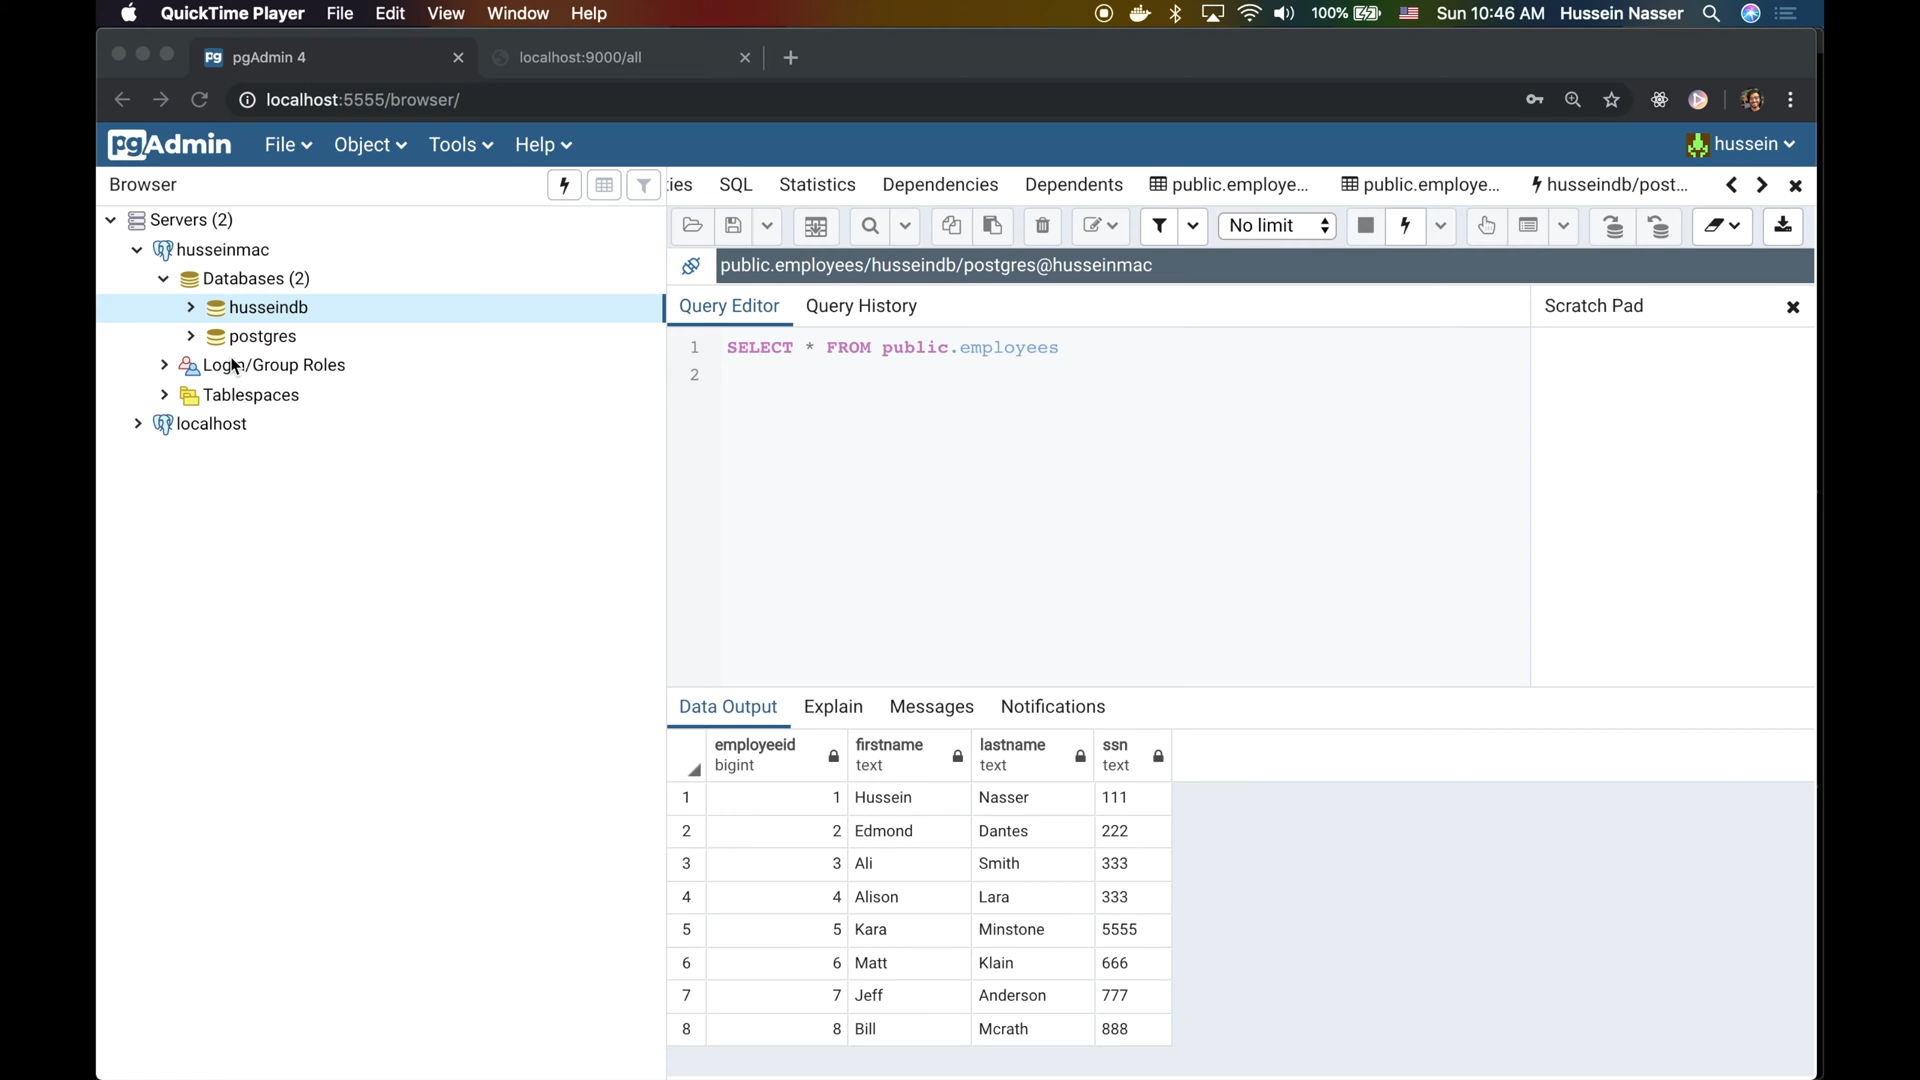 QuickTime Player File Edit View Window Help 100% Sun 10:46 AM Hussein Nasser
pgAdmin 4 localhost:9000/all
localhost:5555/browser/
pgAdmin File Object Tools Help hussein
Browser
ies SQL Statistics Dependencies Dependents public.employe... public.employe... husseindb/post...
Servers (2)
husseinmac
Databases (2)
husseindb
postgres
Login/Group Roles
Tablespaces
localhost
No limit
public.employees/husseindb/postgres@husseinmac
Query Editor Query History Scratch Pad
1 SELECT * FROM public.employees
2
Data Output Explain Messages Notifications
employeeid firstname lastname ssn
bigint text text text
1 1 Hussein Nasser 111
2 2 Edmond Dantes 222
3 3 Ali Smith 333
4 4 Alison Lara 333
5 5 Kara Minstone 5555
6 6 Matt Klain 666
7 7 Jeff Anderson 777
8 8 Bill Mcrath 888